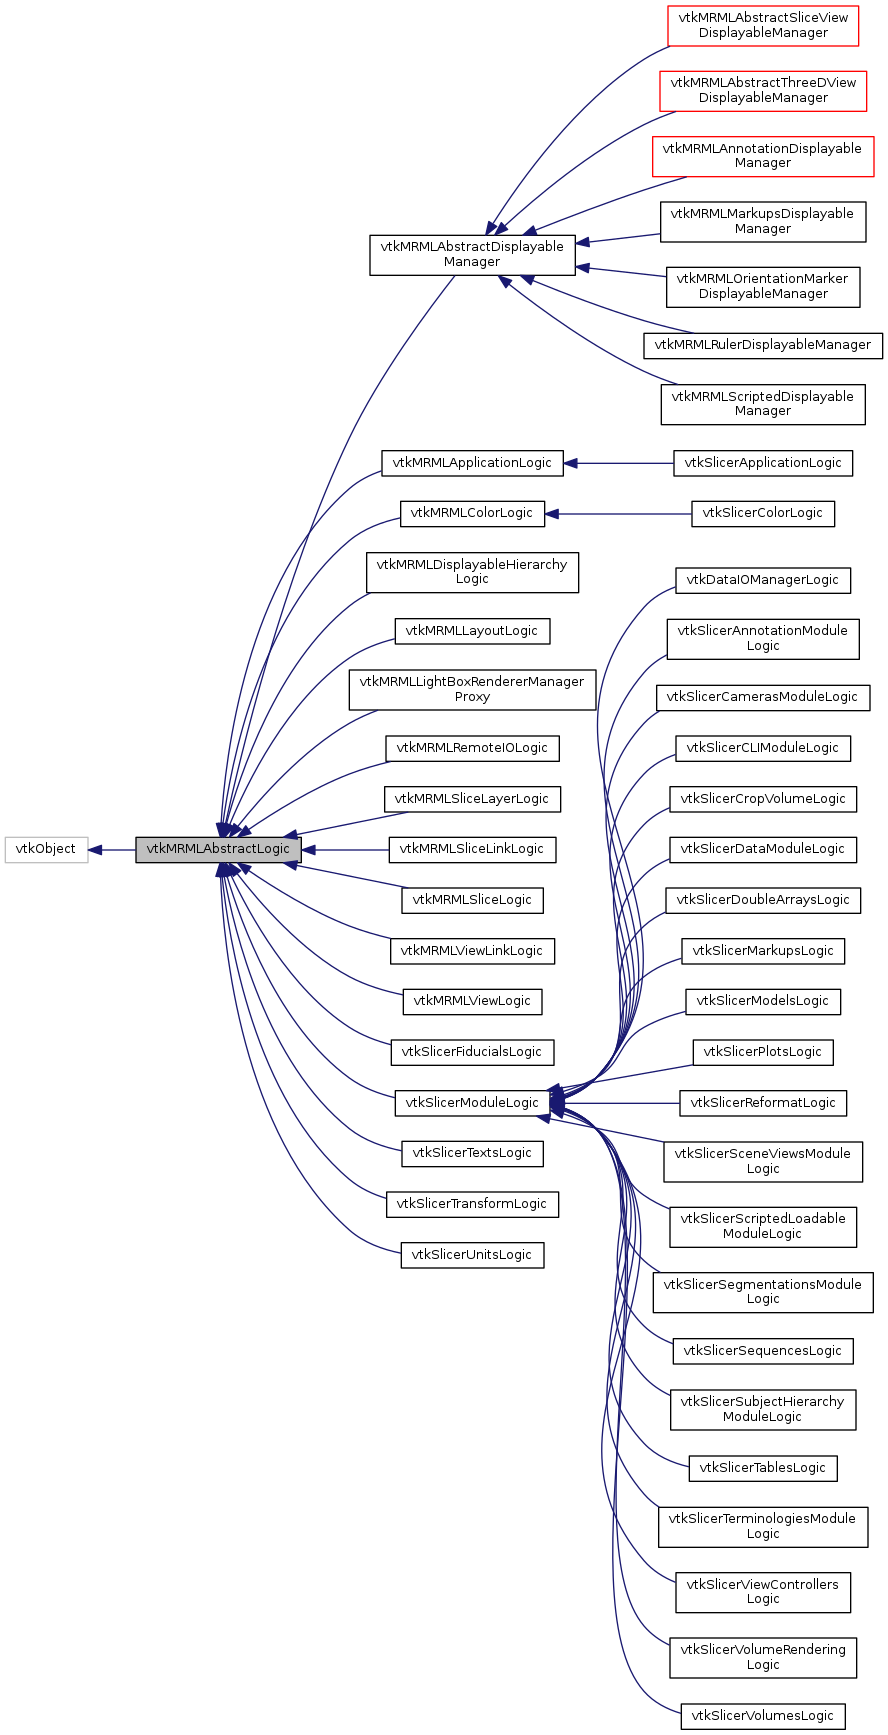 vtkObject
vtkMRMLAbstractLogic
vtkMRMLAbstractDisplayable
Manager
vtkMRMLApplicationLogic
vtkMRMLColorLogic
vtkMRMLDisplayableHierarchy
Logic
vtkMRMLLayoutLogic
vtkMRMLLightBoxRendererManager
Proxy
vtkMRMLRemoteIOLogic
vtkMRMLSliceLayerLogic
vtkMRMLSliceLinkLogic
vtkMRMLSliceLogic
vtkMRMLViewLinkLogic
vtkMRMLViewLogic
vtkSlicerFiducialsLogic
vtkSlicerModuleLogic
vtkSlicerTextsLogic
vtkSlicerTransformLogic
vtkSlicerUnitsLogic
vtkMRMLAbstractSliceView
DisplayableManager
vtkMRMLAbstractThreeDView
DisplayableManager
vtkMRMLAnnotationDisplayable
Manager
vtkMRMLMarkupsDisplayable
Manager
vtkMRMLOrientationMarker
DisplayableManager
vtkMRMLRulerDisplayableManager
vtkMRMLScriptedDisplayable
Manager
vtkSlicerApplicationLogic
vtkSlicerColorLogic
vtkDataIOManagerLogic
vtkSlicerAnnotationModule
Logic
vtkSlicerCamerasModuleLogic
vtkSlicerCLIModuleLogic
vtkSlicerCropVolumeLogic
vtkSlicerDataModuleLogic
vtkSlicerDoubleArraysLogic
vtkSlicerMarkupsLogic
vtkSlicerModelsLogic
vtkSlicerPlotsLogic
vtkSlicerReformatLogic
vtkSlicerSceneViewsModule
Logic
vtkSlicerScriptedLoadable
ModuleLogic
vtkSlicerSegmentationsModule
Logic
vtkSlicerSequencesLogic
vtkSlicerSubjectHierarchy
ModuleLogic
vtkSlicerTablesLogic
vtkSlicerTerminologiesModule
Logic
vtkSlicerViewControllers
Logic
vtkSlicerVolumeRendering
Logic
vtkSlicerVolumesLogic